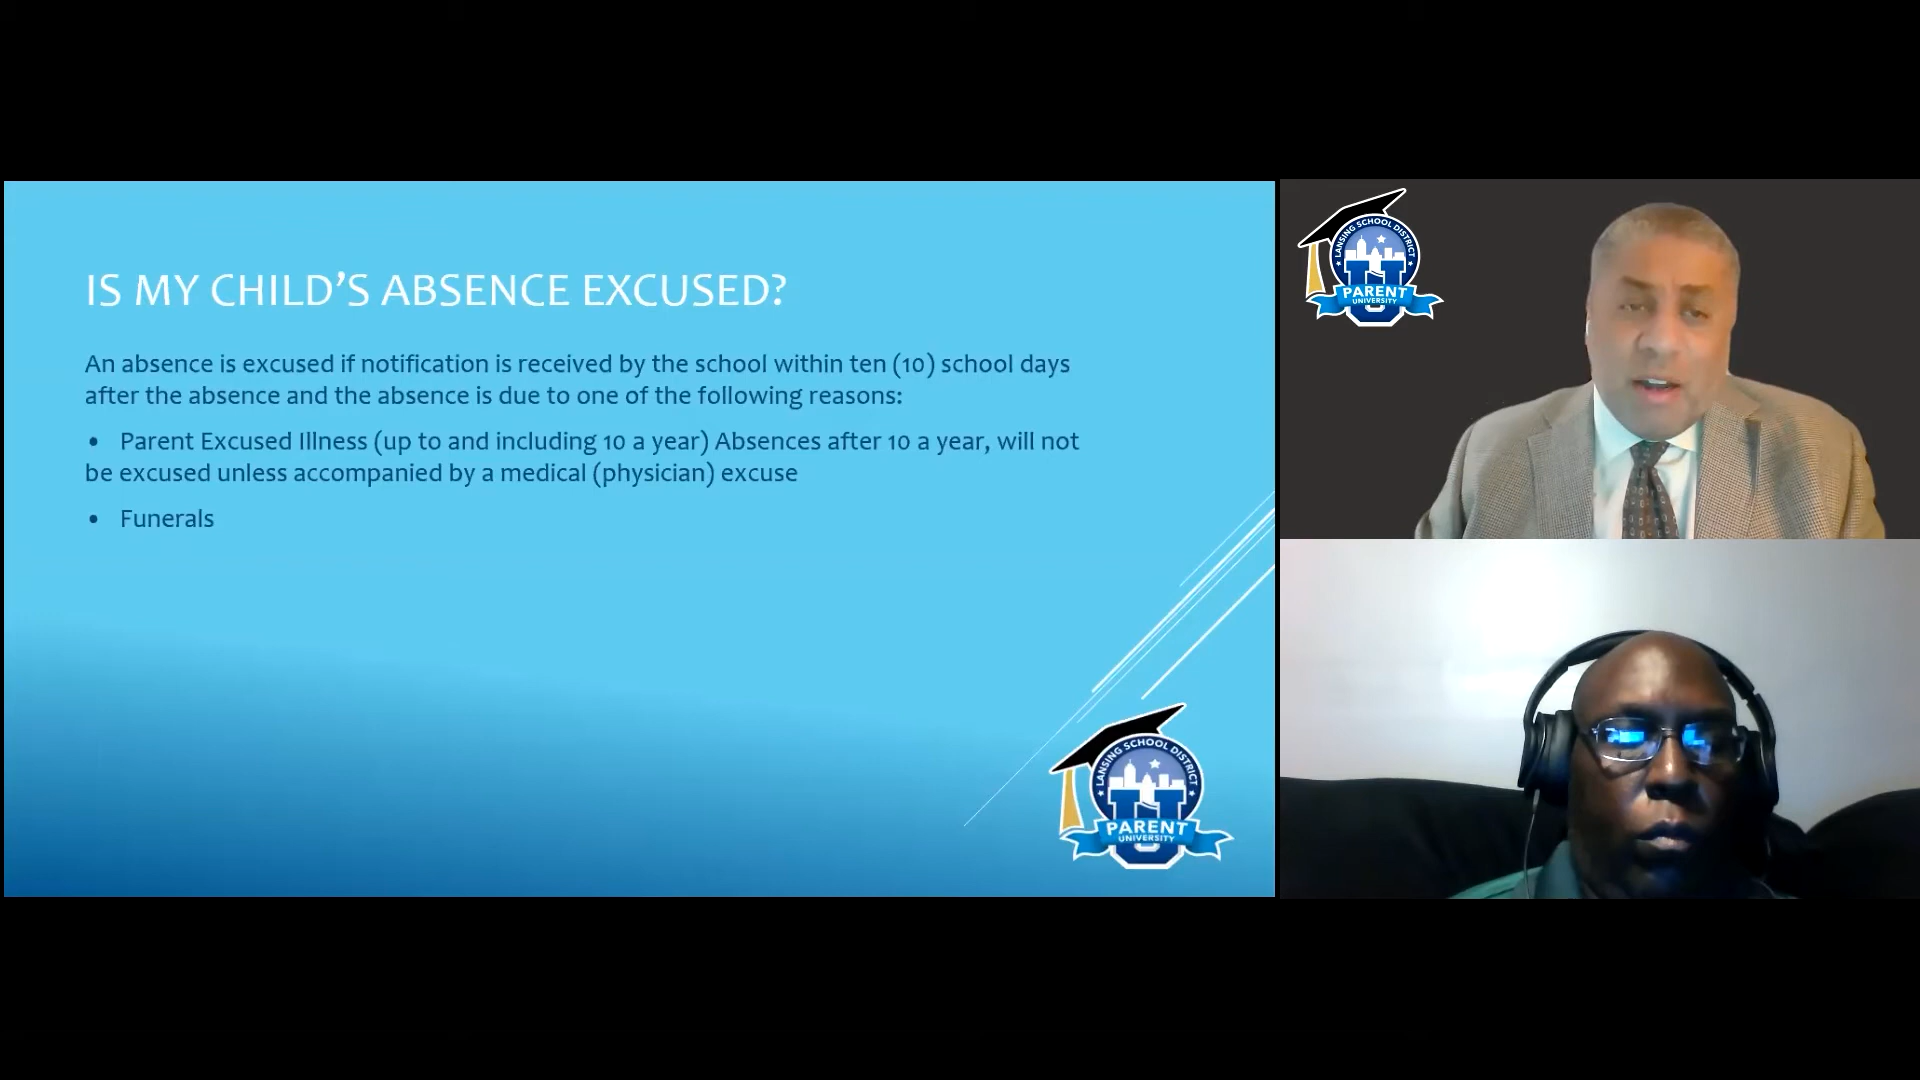 IS MY CHILD'S ABSENCE EXCUSED?
An absence is excused if notification is received by the school within ten (10) school days
after the absence and the absence is due to one of the following reasons:
• Parent Excused Illness (up to and including 10 a year) Absences after 10 a year, will not
be excused unless accompanied by a medical (physician) excuse
• Funerals
LANSING SCHOOL DISTRICT
U
PARENT
UNIVERSITY
LANSING SCHOOL DISTRICT
U
PARENT
UNIVERSITY